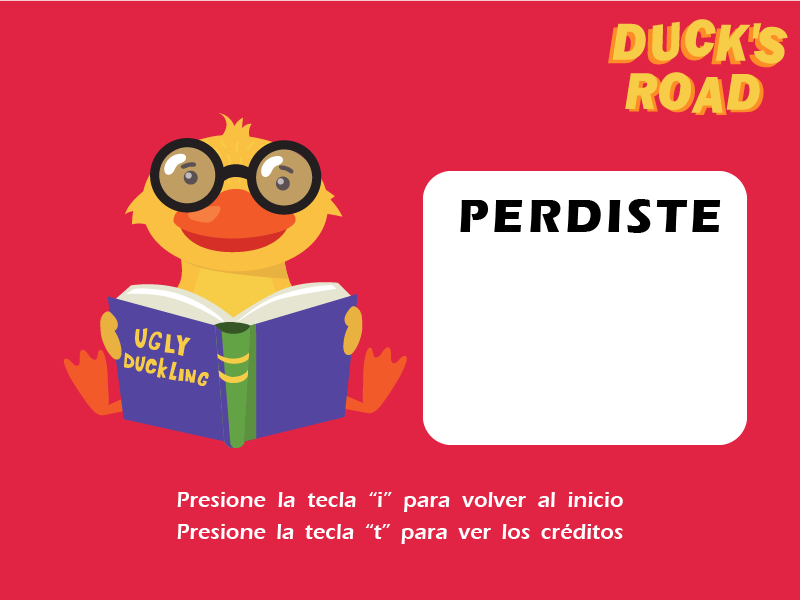 DUCK'S
ROAD
PERDISTE
UGLY
DUCKLING
Presione la tecla “i” para volver al inicio
Presione la tecla “t” para ver los créditos